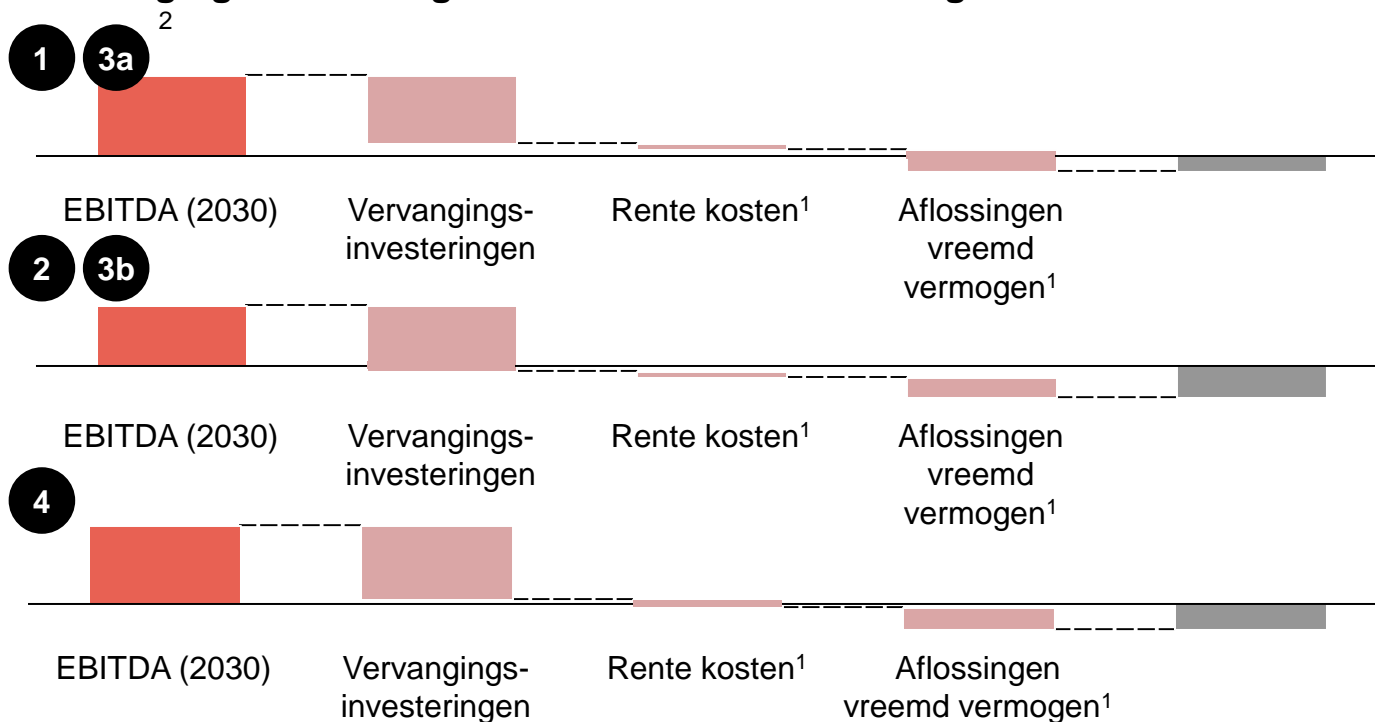 2
1 3a
EBITDA (2030) Vervangings- Rente kosten¹ Aflossingen
investeringen vreemd
vermogen¹
2 3b
EBITDA (2030) Vervangings- Rente kosten¹ Aflossingen
investeringen vreemd
vermogen¹
4
EBITDA (2030) Vervangings- Rente kosten¹ Aflossingen
investeringen vreemd vermogen¹